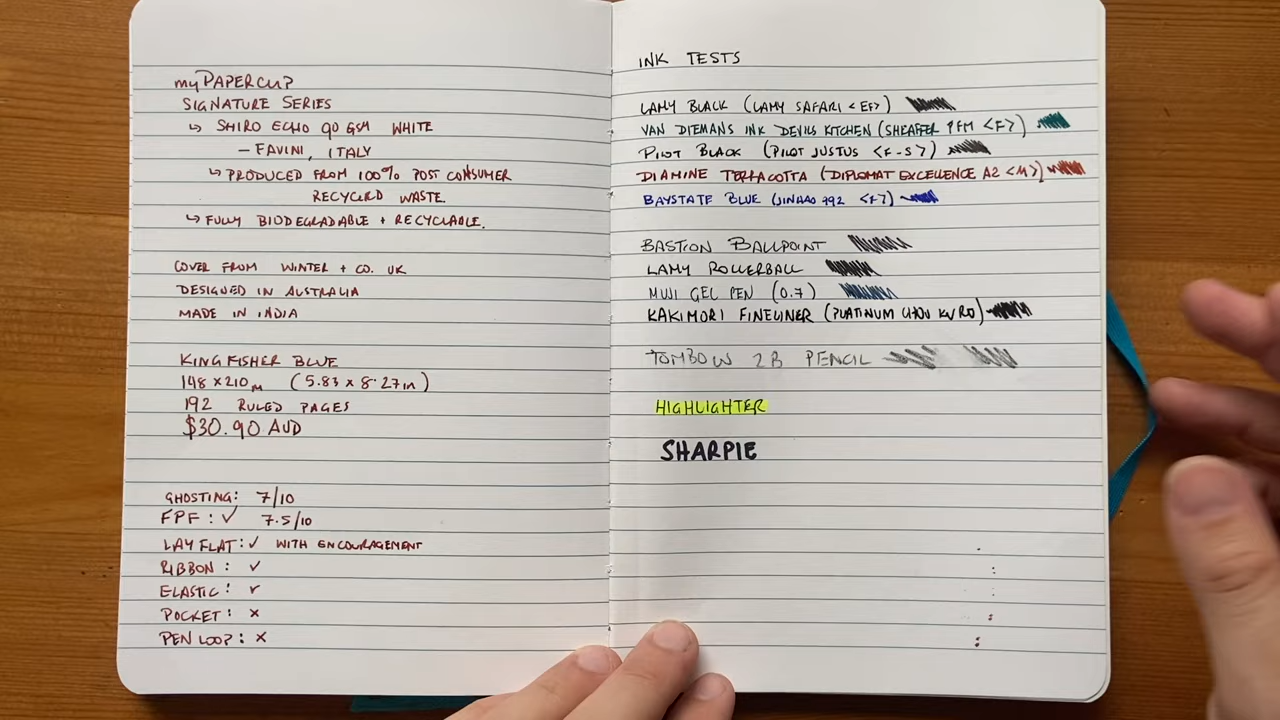 myPAPERCLIP
SIGNATURE SERIES
↳ SHIRO ECHO 90 GSM WHITE
– FAVINI, ITALY
↳ PRODUCED FROM 100% POST CONSUMER
RECYCLED WASTE
↳ FULLY BIODEGRADABLE + RECYCLABLE.
COVER FROM WINTER + CO. UK
DESIGNED IN AUSTRALIA
MADE IN INDIA
KINGFISHER BLUE
148 x 210 m (5.83 x 8.27in)
192 RULED PAGES
$30.90 AUD
GHOSTING: 7/10
FPF: ✓ 7.5/10
LAY FLAT: ✓ WITH ENCOURAGEMENT
RIBBON: ✓
ELASTIC: ✓
POCKET: x
PEN LOOP: x
INK TESTS
LAMY BLACK (LAMY SAFARI <EF>)
VAN DIEMANS INK DEVILS KITCHEN (SHEAFFER PFM <F>)
PILOT BLACK (PILOT JUSTUS <F-S>)
DIAMINE TERRACOTTA (DIPLOMAT EXCELLENCE A2 <M>)
BAYSTATE BLUE (JINHAO 992 <F>)
BASTION BALLPOINT
LAMY ROLLERBALL
MUJI GEL PEN (0.7)
KAKIMORI FINELINER (PLATINUM CHOU KURO)
TOMBOW 2B PENCIL
HIGHLIGHTER
SHARPIE